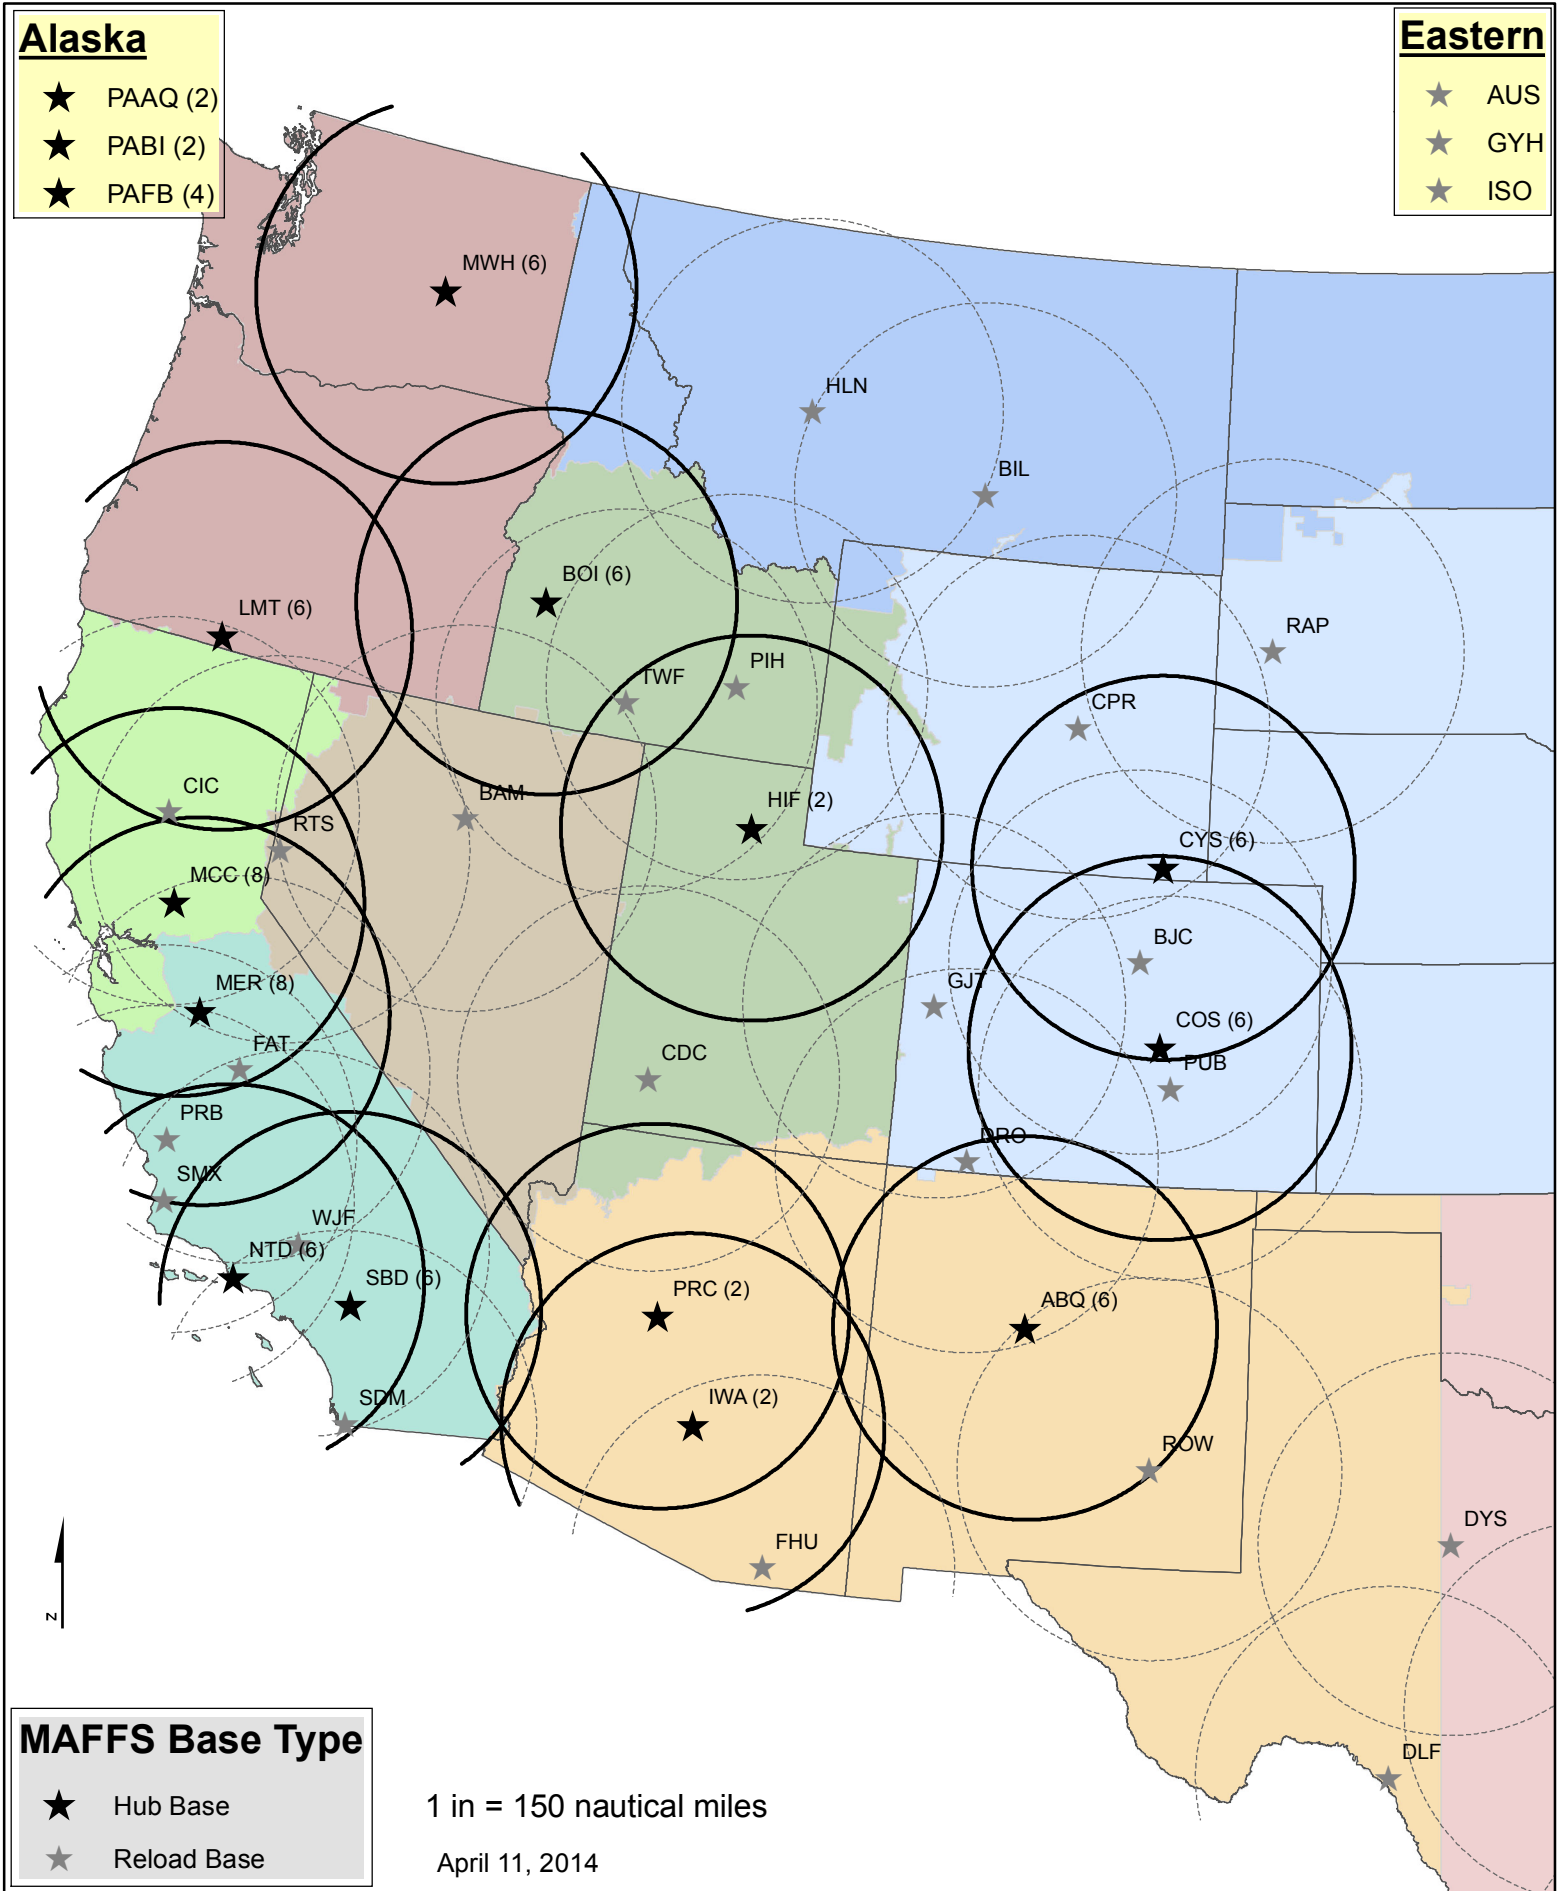 Alaska
PAAQ (2)
PABI (2)
PAFB (4)
Eastern
AUS
GYH
ISO
MWH (6)
HLN
BIL
BOI (6)
LMT (6)
RAP
PIH
TWF
CPR
CIC
BAM
HIF (2)
RTS
CYS (6)
MCC (8)
BJC
MER (8)
GJT
COS (6)
FAT
CDC
PUB
PRB
DRO
SMX
WJF
NTD (6)
SBD (6)
PRC (2)
ABQ (6)
SDM
IWA (2)
ROW
DYS
FHU
N
MAFFS Base Type
Hub Base
Reload Base
1 in = 150 nautical miles
April 11, 2014
DLF